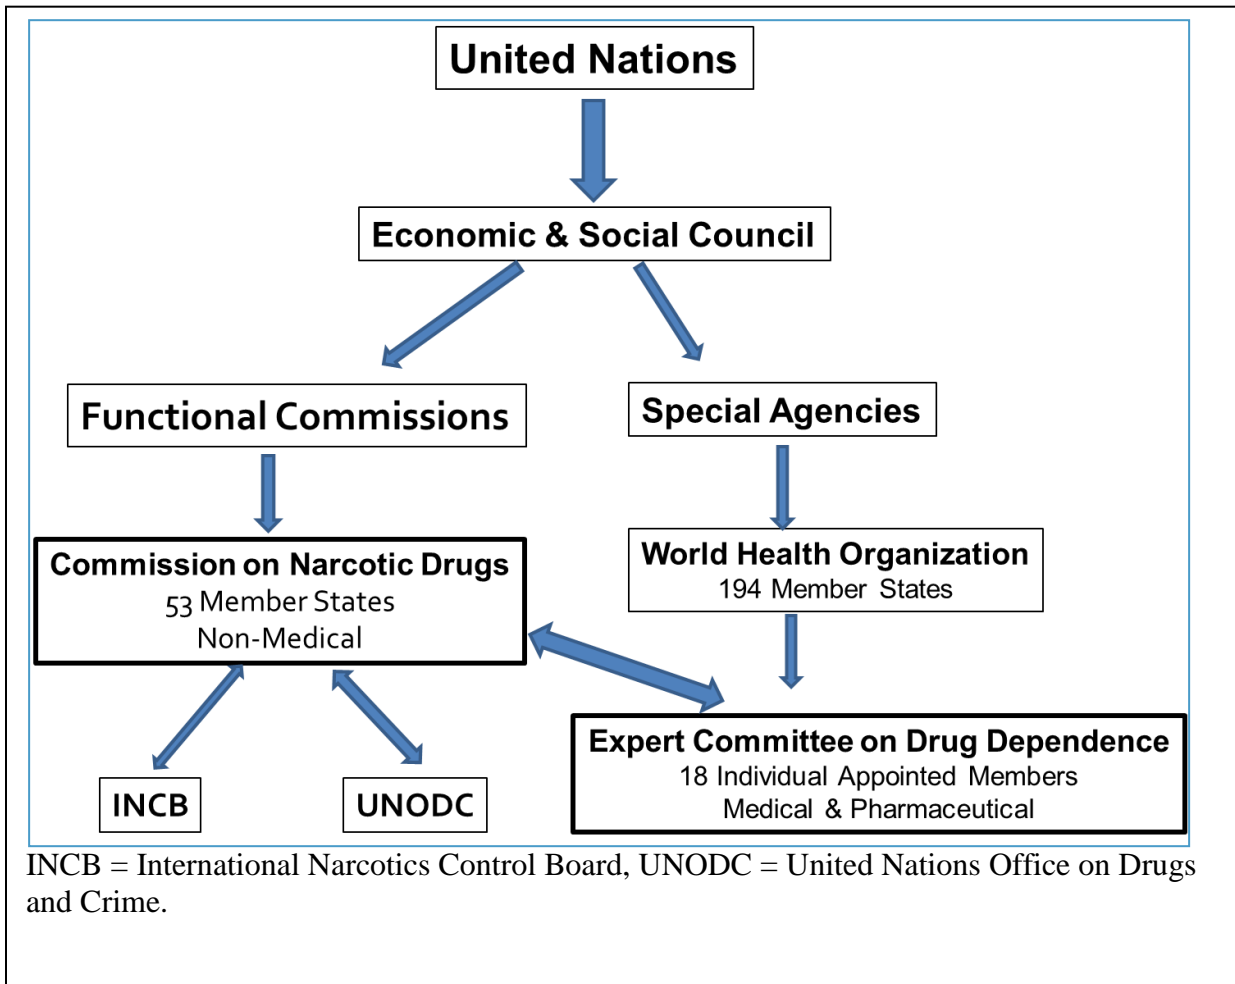 United Nations
Economic & Social Council
Functional Commissions
Special Agencies
Commission on Narcotic Drugs
53 Member States
Non-Medical
World Health Organization
194 Member States
INCB
UNODC
Expert Committee on Drug Dependence
18 Individual Appointed Members
Medical & Pharmaceutical
INCB = International Narcotics Control Board, UNODC = United Nations Office on Drugs
and Crime.